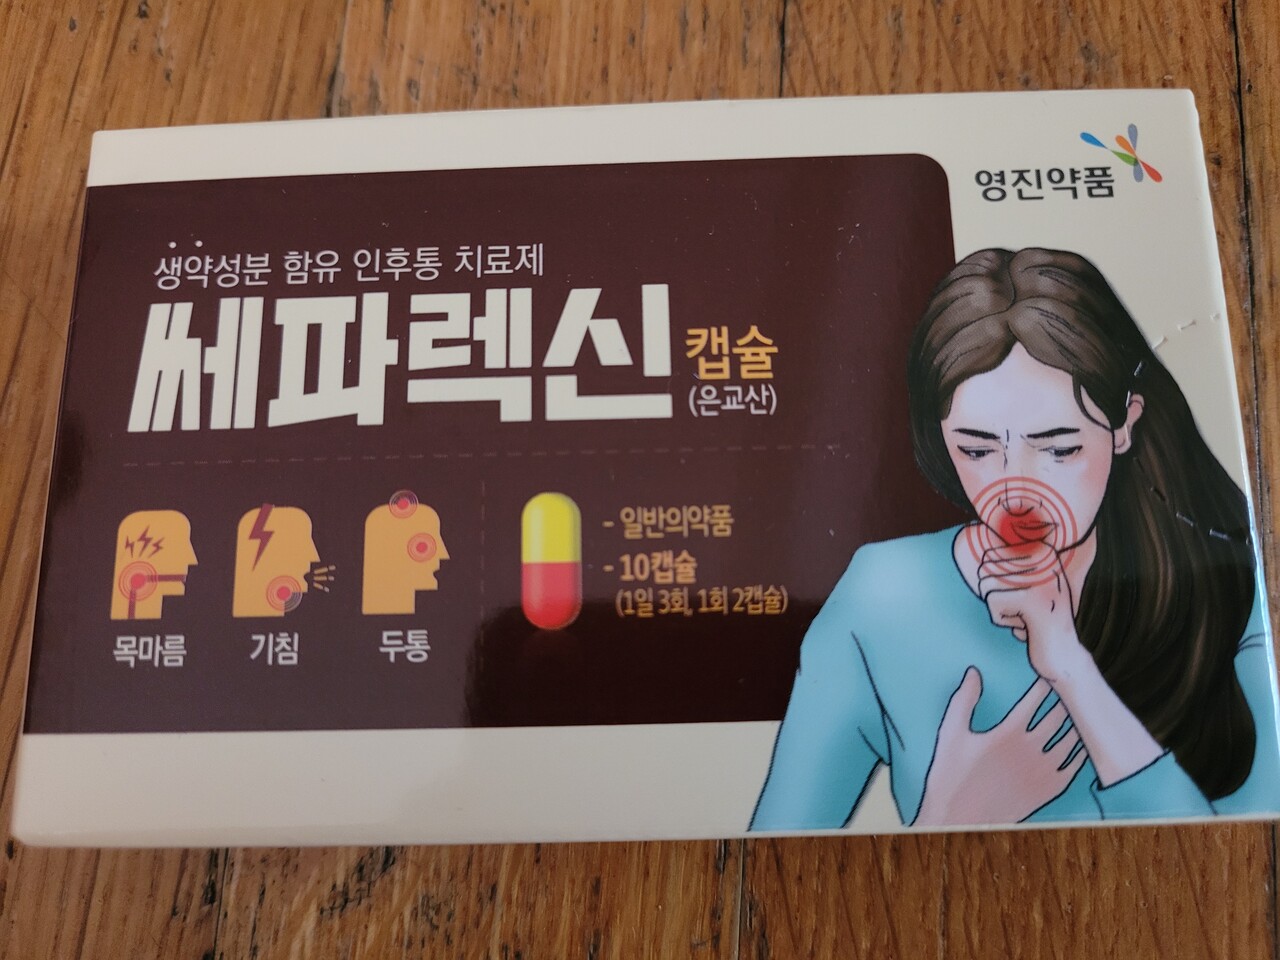 영진약품
생약성분 함유 인후통 치료제
쎄파렉신 캡슐
(은교산)
목마름
기침
두통
- 일반의약품
- 10캡슐
(1일 3회, 1회 2캡슐)